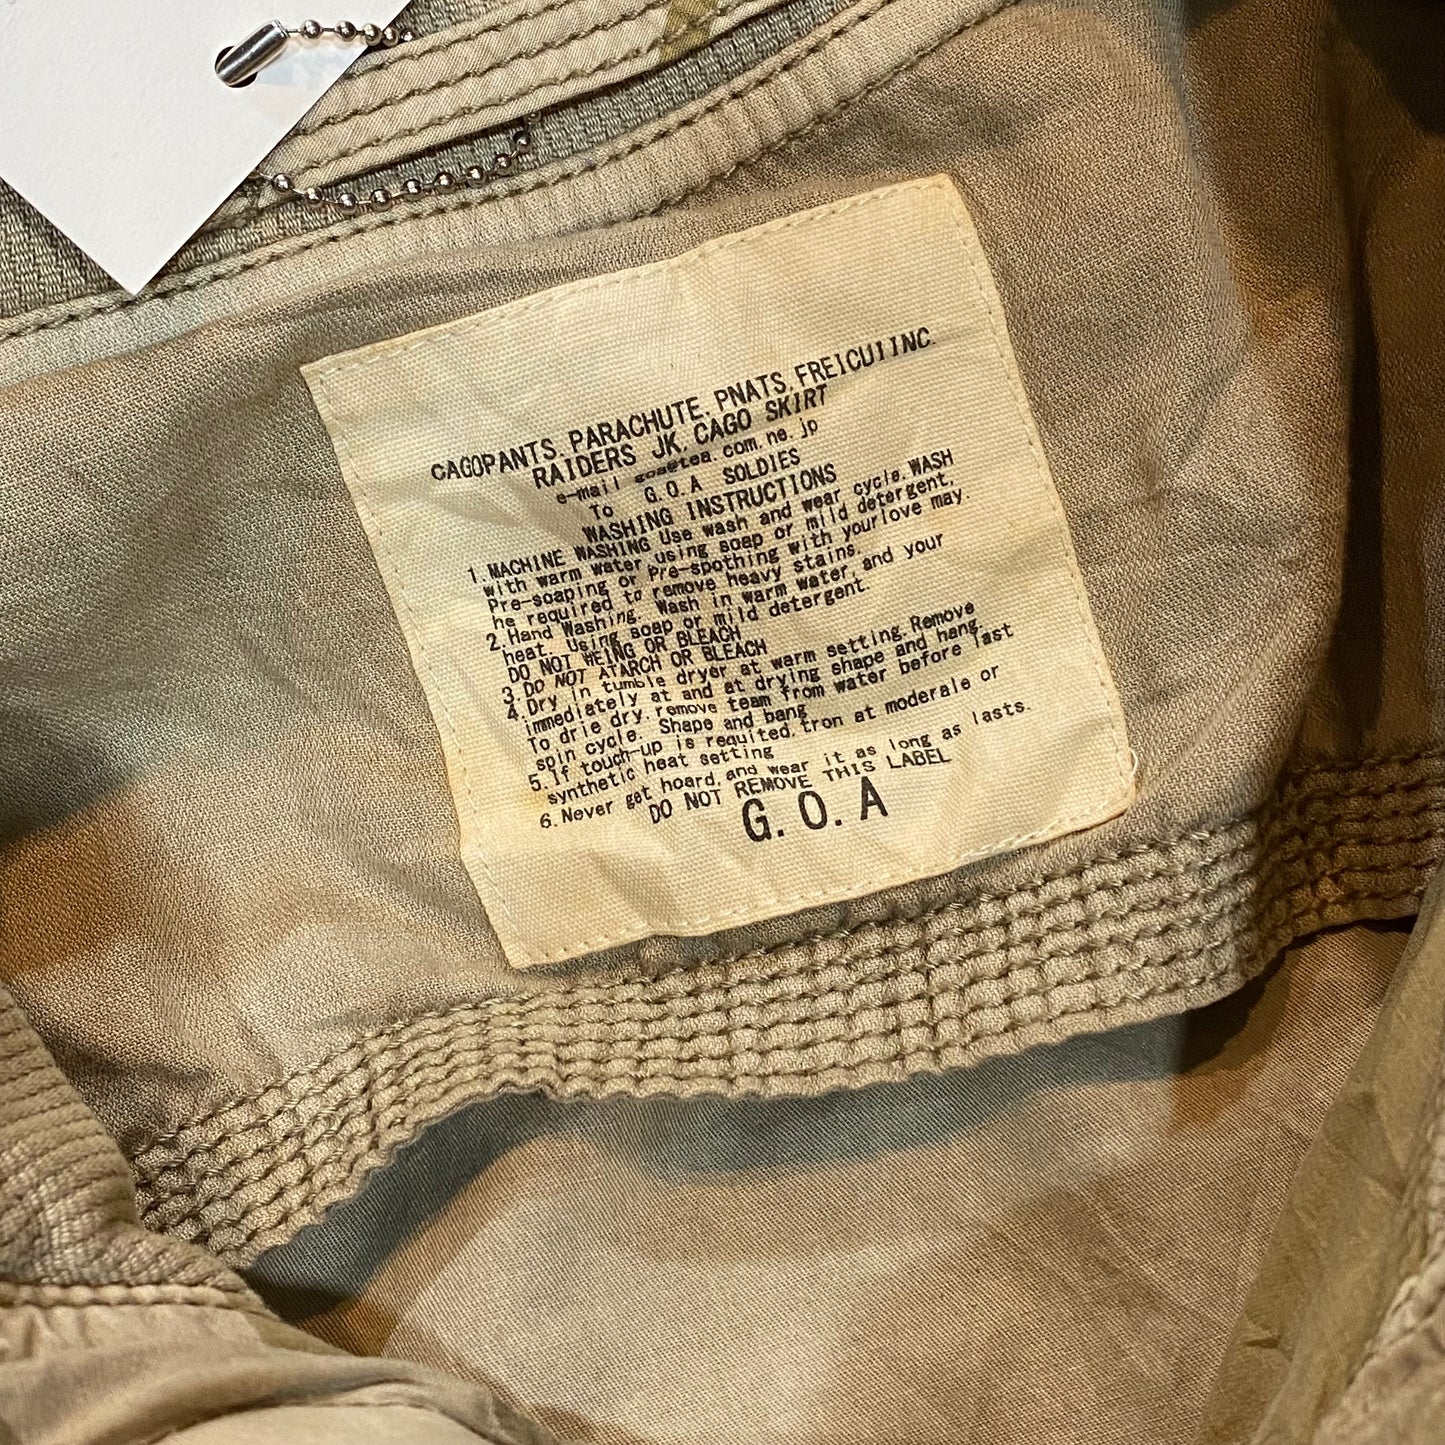 CAGOPANTS. PARACHUTE. PNATS. FREICUIINC.
RAIDERS JK. CAGO SKIRT
e-mail goa@tea.com.ne.jp
To G.O.A SOLDIES
WASHING INSTRUCTIONS
1. MACHINE WASHING Use wash and wear cycle. WASH
with warm water using soap or mild detergent.
Pre-soaping or Pre-spothing with yourlove may.
he required to remove heavy stains.
2. Hand Washing. Wash in warm water, and your
heat. Using soap or mild detergent.
DO NOT WEING OR BLEACH
3. DO NOT ATARCH OR BLEACH
4. Dry in tumble dryer at warm setting. Remove
immediately at and at drying shape and hang.
To drie dry. remove team from water before last
spin cycle. Shape and bang
5. If touch-up is requited. tron at moderale or
synthetic heat setting
6. Never get hoard, and wear it as long as lasts.
DO NOT REMOVE THIS LABEL
G.O.A